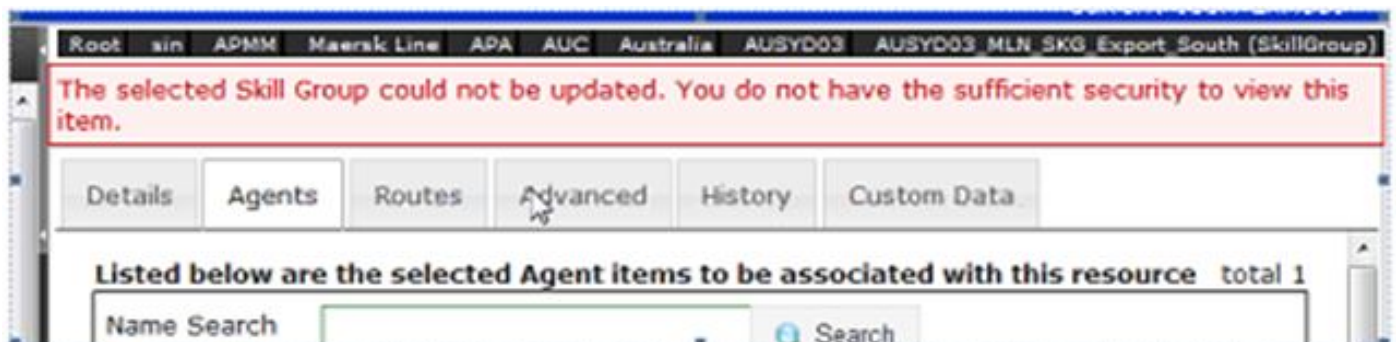 Root sin APMM Maersk Line APA AUC Australia AUSYD03 AUSYD03_MLN_SKG_Export_South (SkillGroup)
The selected Skill Group could not be updated. You do not have the sufficient security to view this
item.
Details Agents Routes Advanced History Custom Data
Listed below are the selected Agent items to be associated with this resource total 1
Name Search Search